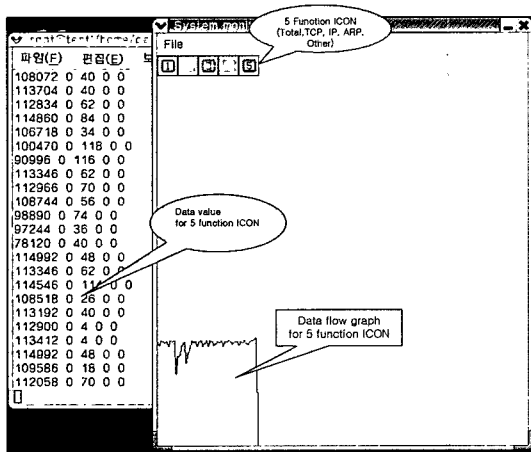 5 Function ICON
(Total,TCP, IP, ARP,
Other)
File
파일(F) 편집(E)
108072 0 40 0 0
113704 0 40 0 0
112834 0 62 0 0
114860 0 84 0 0
106718 0 34 0 0
100470 0 118 0 0
90996 0 116 0 0
113346 0 62 0 0
112966 0 70 0 0
108744 0 56 0 0
98890 0 74 0 0
97244 0 36 0 0
78120 0 40 0 0
114992 0 48 0 0
113346 0 62 0 0
114546 0 0 0
108518 0 26 0 0
113192 0 40 0 0
112900 0 4 0 0
113412 0 4 0 0
114992 0 48 0 0
109586 0 18 0 0
112058 0 70 0 0
Data value
for 5 function ICON
Data flow graph
for 5 function ICON